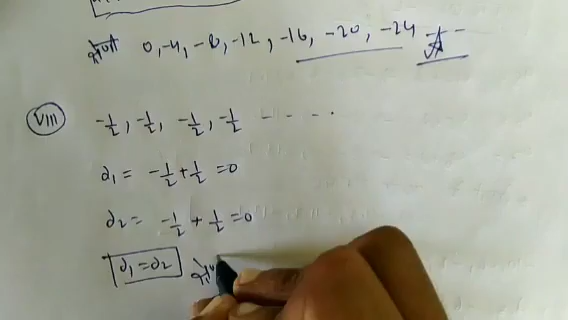 0, -4, -8, -12, -16, -20, -24
VIII
-1/2, -1/2, -1/2, -1/2 - - - .
d1 = -1/2 + 1/2 = 0
d2 = -1/2 + 1/2 = 0
d1 = d2